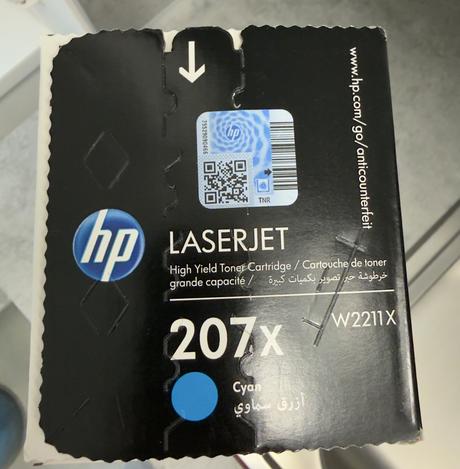 www.hp.com/go/anticounterfeit
hp
TNR
hp
LASERJET
High Yield Toner Cartridge / Cartouche de toner
grande capacité / خرطوشة حبر تصوير بكميات كبيرة
207x
W2211X
Cyan
أزرق سماوي